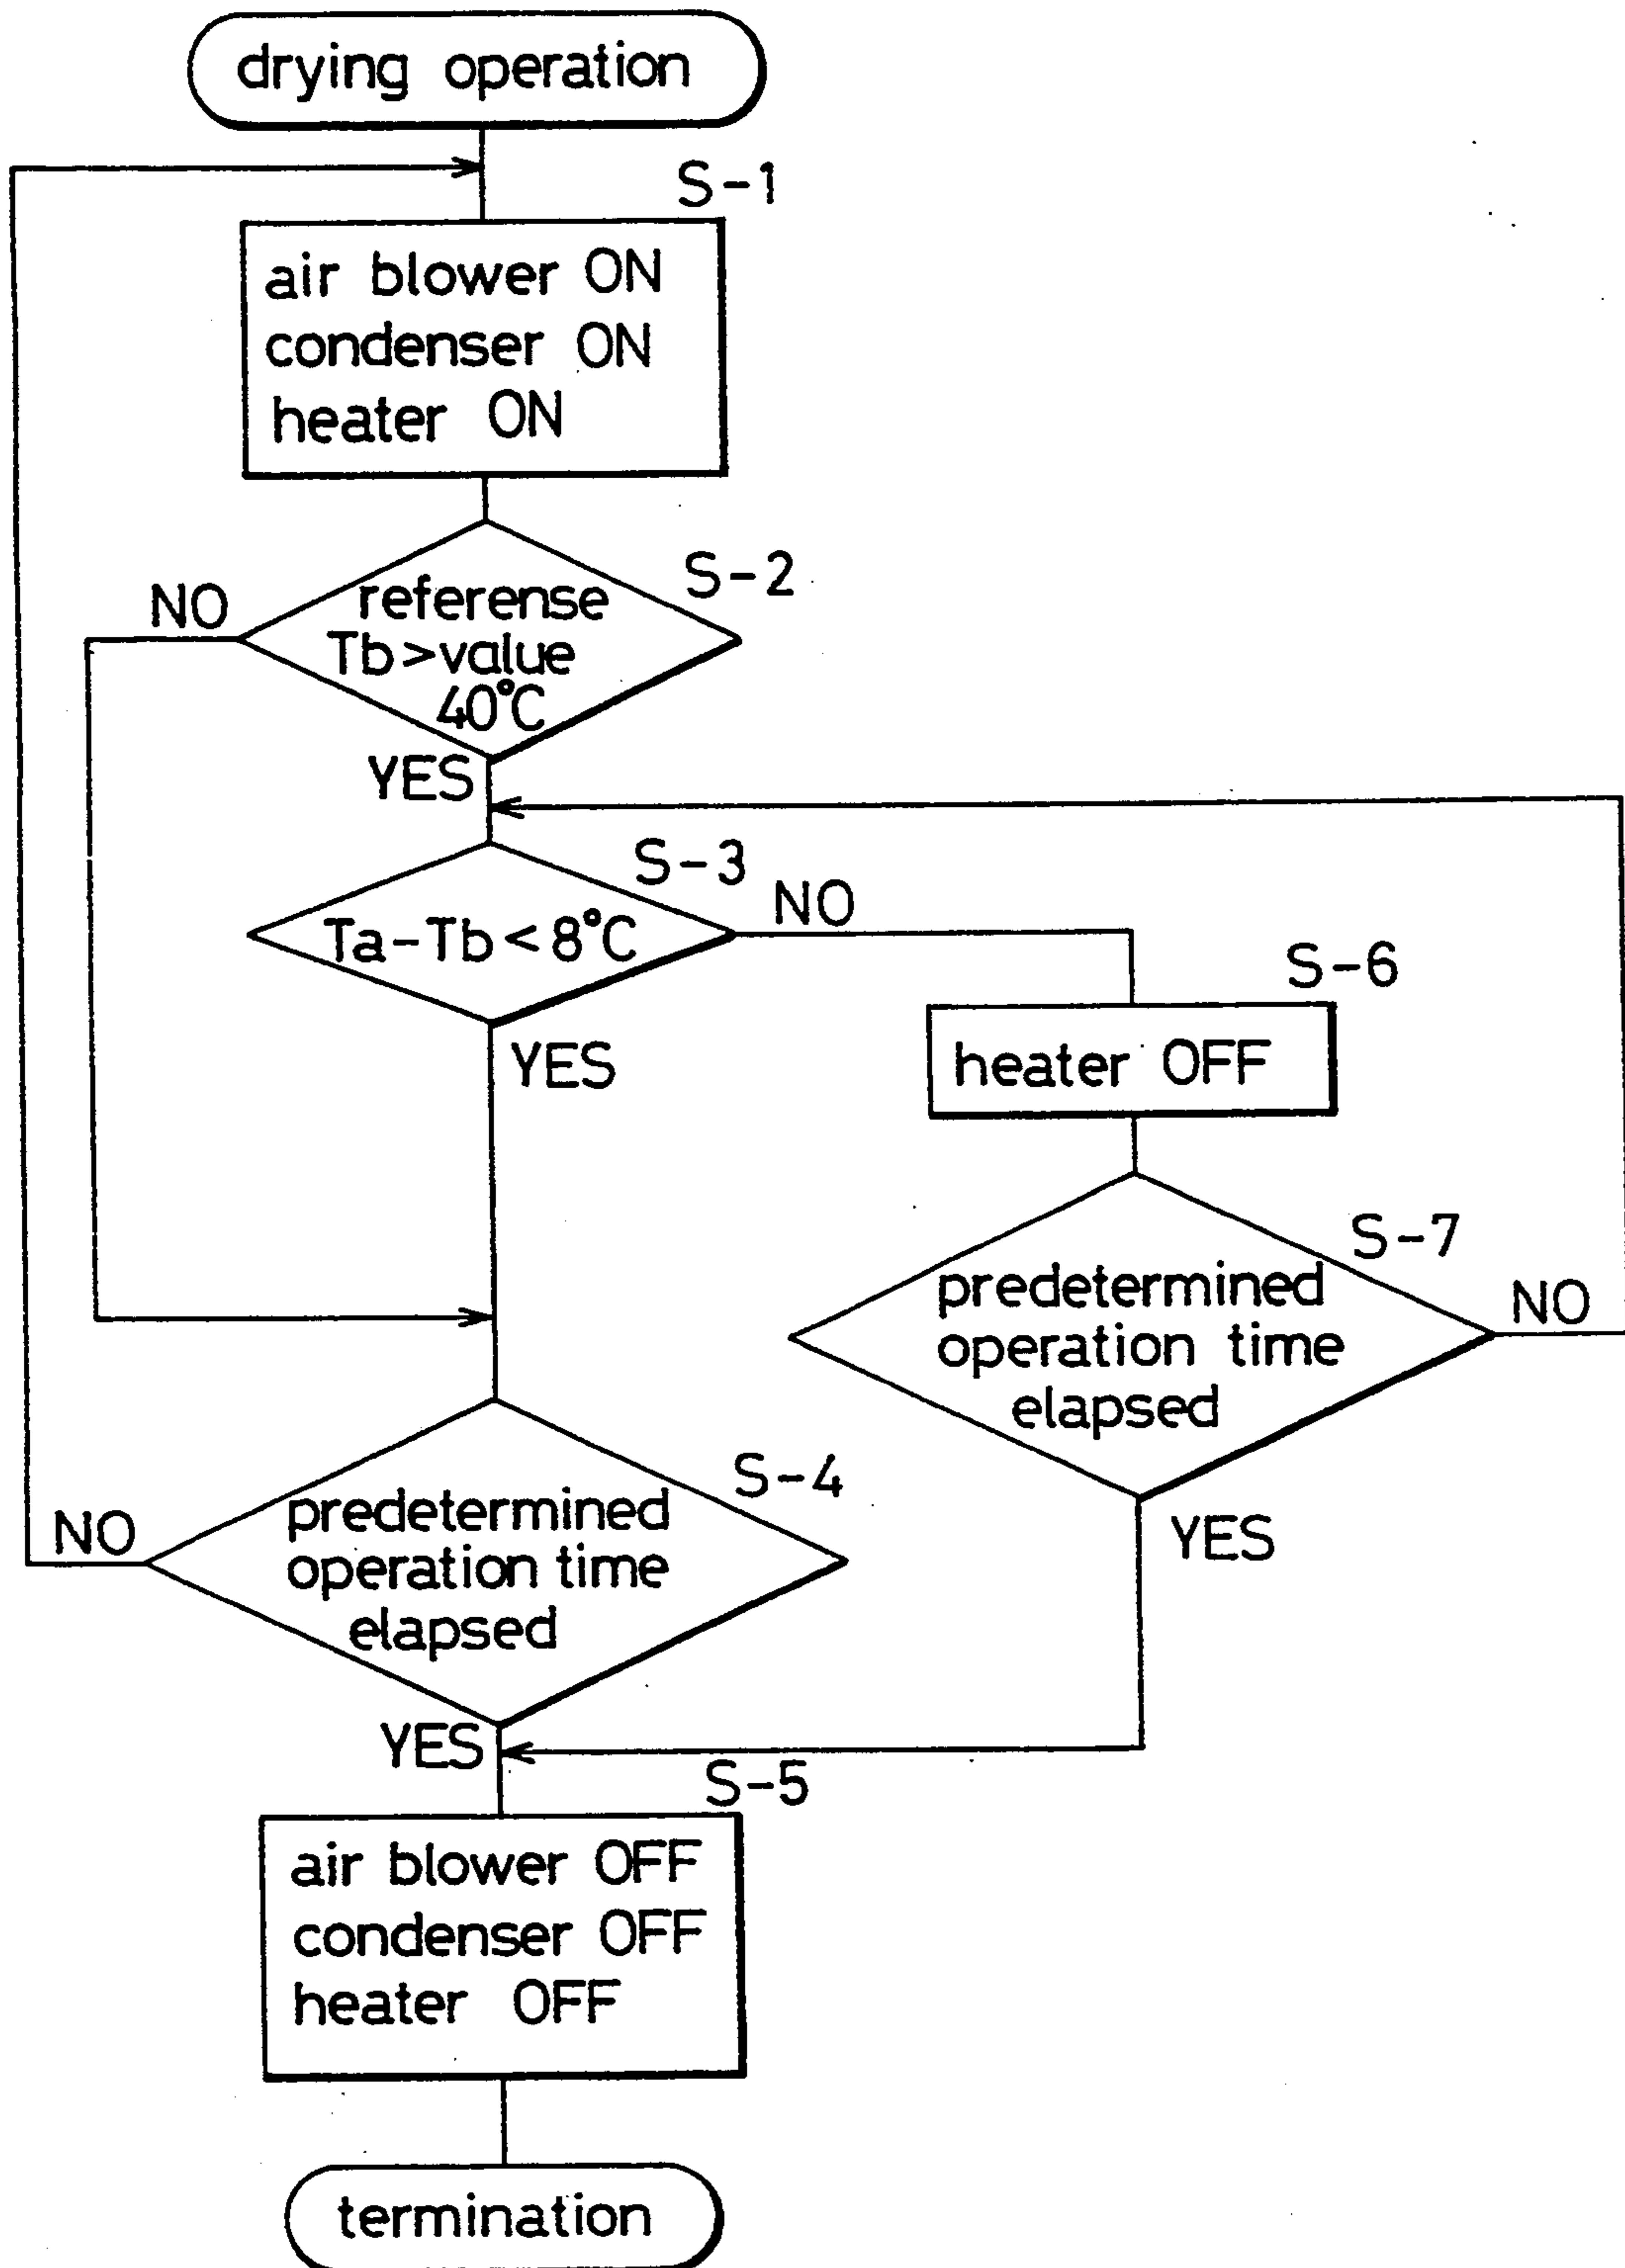 drying operation
S-1
air blower ON
condenser ON
heater ON
S-2
NO
referense
Tb>value
40°C
YES
S-3
NO
Ta-Tb<8°C
YES
S-6
heater OFF
S-7
predetermined
operation time
elapsed
NO
YES
S-4
predetermined
operation time
elapsed
NO
YES
S-5
air blower OFF
condenser OFF
heater OFF
termination